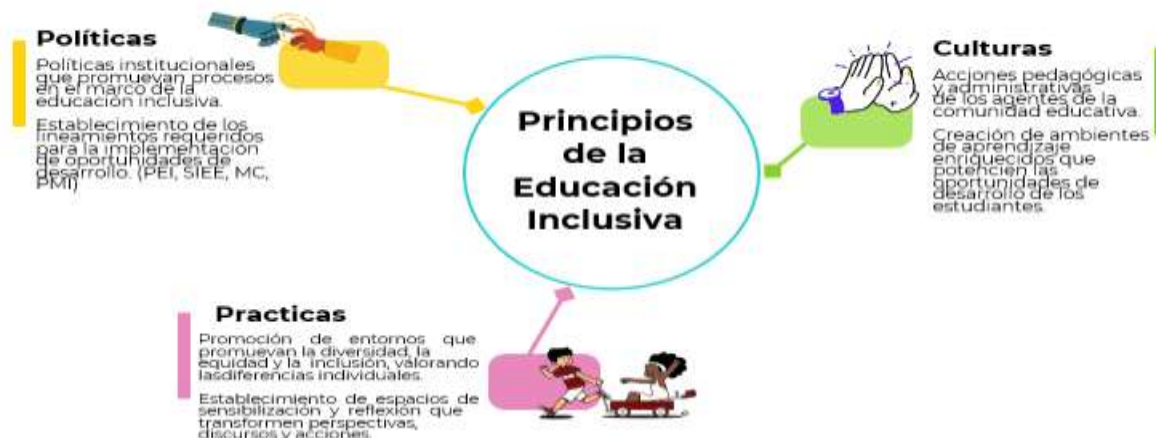 Políticas
Políticas institucionales
que promuevan procesos
en el marco de la
educación inclusiva.
Establecimiento de los
lineamientos requeridos
para la implementación
de oportunidades de
desarrollo. (PEI, SIEE, MC,
PMI)
Principios
de la
Educación
Inclusiva
Culturas
Acciones pedagógicas
y administrativas
de los agentes de la
comunidad educativa.
Creación de ambientes
de aprendizaje
enriquecidos que
potencien las
oportunidades de
desarrollo de los
estudiantes.
Practicas
Promoción de entornos que
promuevan la diversidad, la
equidad y la inclusión, valorando
lasdiferencias individuales.
Establecimiento de espacios de
sensibilización y reflexión que
transformen perspectivas,
discursos y acciones.